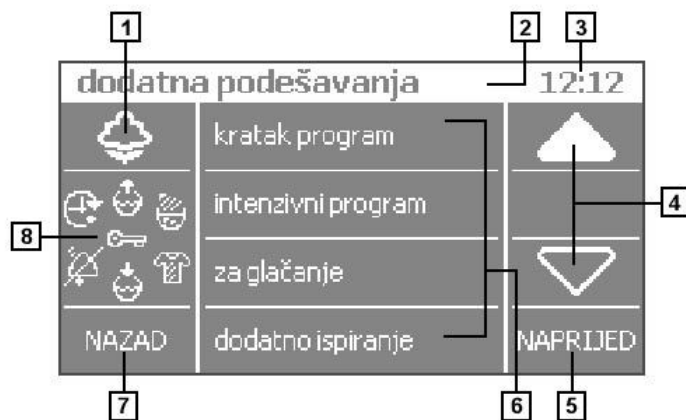 1
2
3
dodatna podešavanja 12:12
kratak program
intenzivni program
4
8
za glačanje
NAZAD
dodatno ispiranje
NAPRIJED
7
6
5